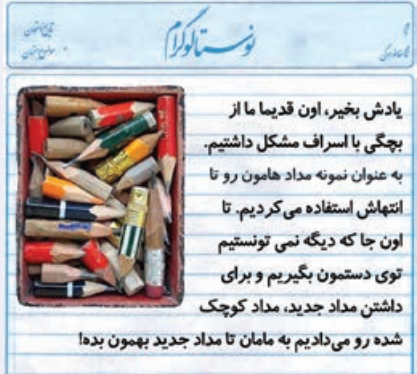 نوستالوگرام
یادش بخیر، اون قدیما ما از
بچگی با اسراف مشکل داشتیم.
به عنوان نمونه مداد هامون رو تا
انتهاش استفاده می‌کردیم. تا
اون جا که دیگه نمی تونستیم
توی دستمون بگیریم و برای
داشتن مداد جدید، مداد کوچک
شده رو می‌دادیم به مامان تا مداد جدید بهمون بده!